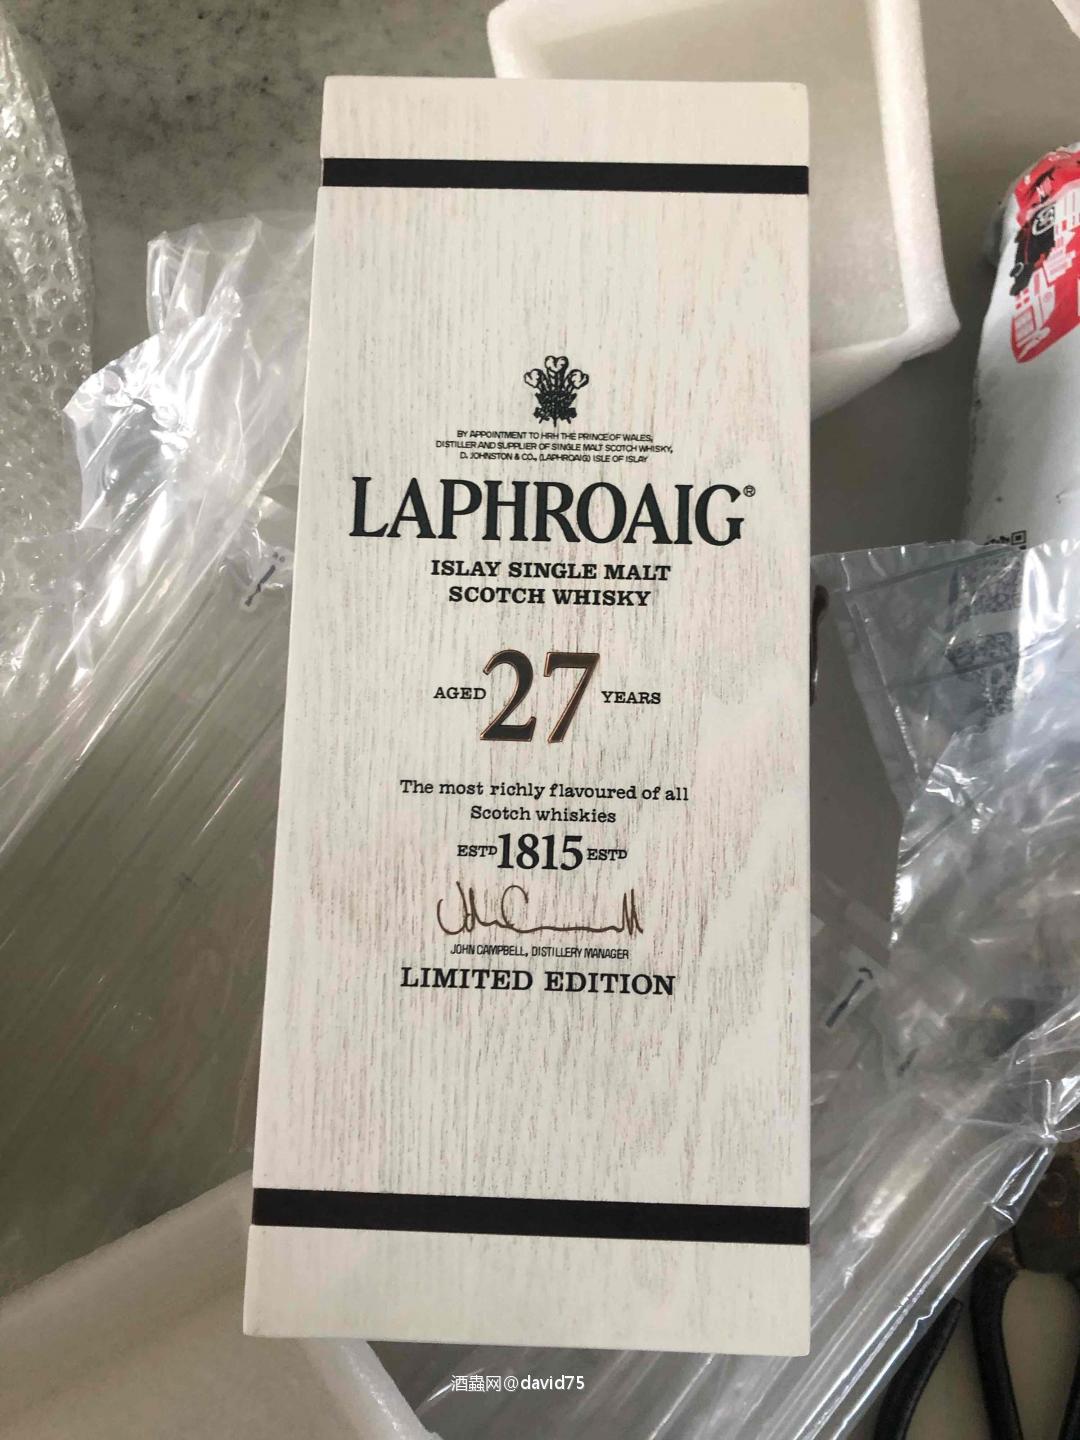 BY APPOINTMENT TO HRH THE PRINCE OF WALES,
DISTILLER AND SUPPLIER OF SINGLE MALT SCOTCH WHISKY,
D. JOHNSTON & CO., (LAPHROAIG) ISLE OF ISLAY
LAPHROAIG®
ISLAY SINGLE MALT
SCOTCH WHISKY
AGED 27 YEARS
The most richly flavoured of all
Scotch whiskies
ESTD 1815 ESTD
JOHN CAMPBELL, DISTILLERY MANAGER
LIMITED EDITION
酒蟲网@david75